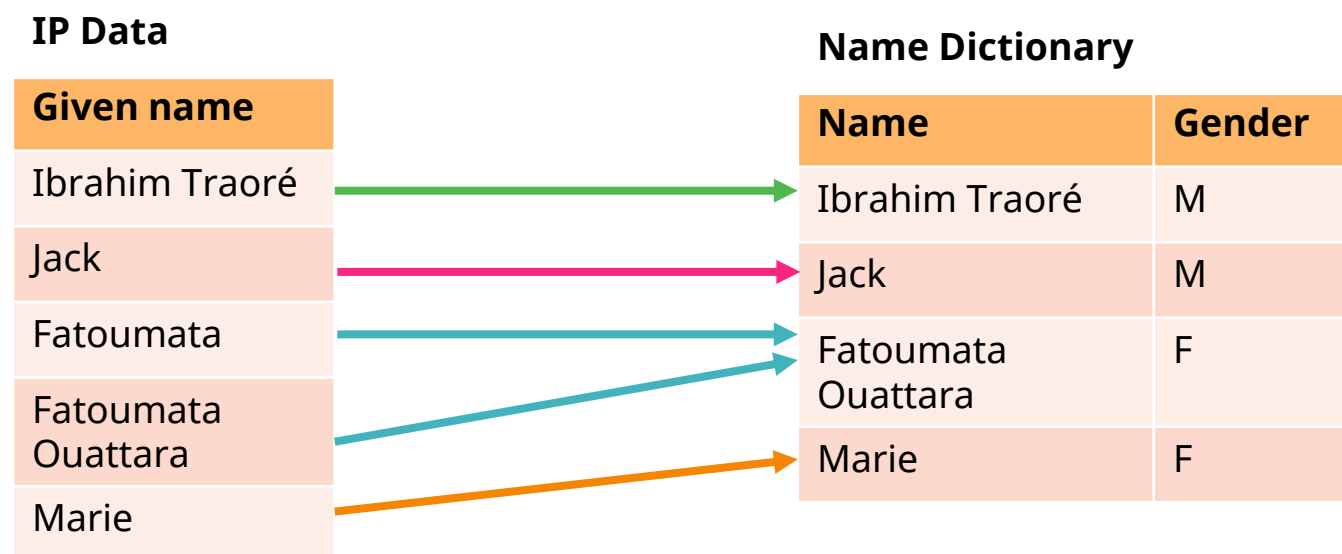 IP Data
Given name
Ibrahim Traoré
Jack
Fatoumata
Fatoumata
Ouattara
Marie
Name Dictionary
Name Gender
Ibrahim Traoré M
Jack M
Fatoumata F
Ouattara
Marie F